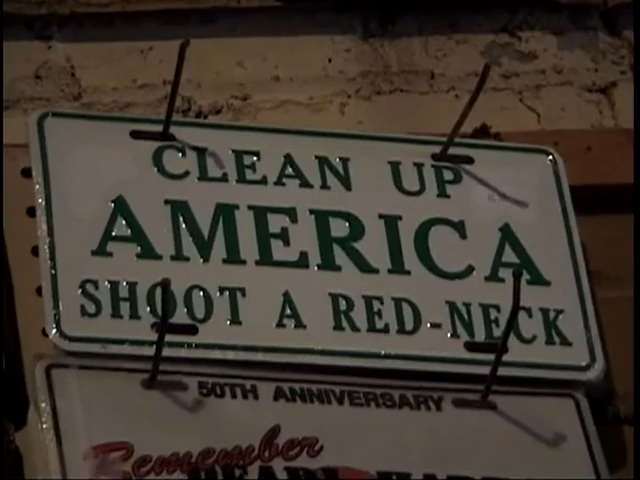 CLEAN UP
AMERICA
SHOOT A RED-NECK
50TH ANNIVERSARY
Remember